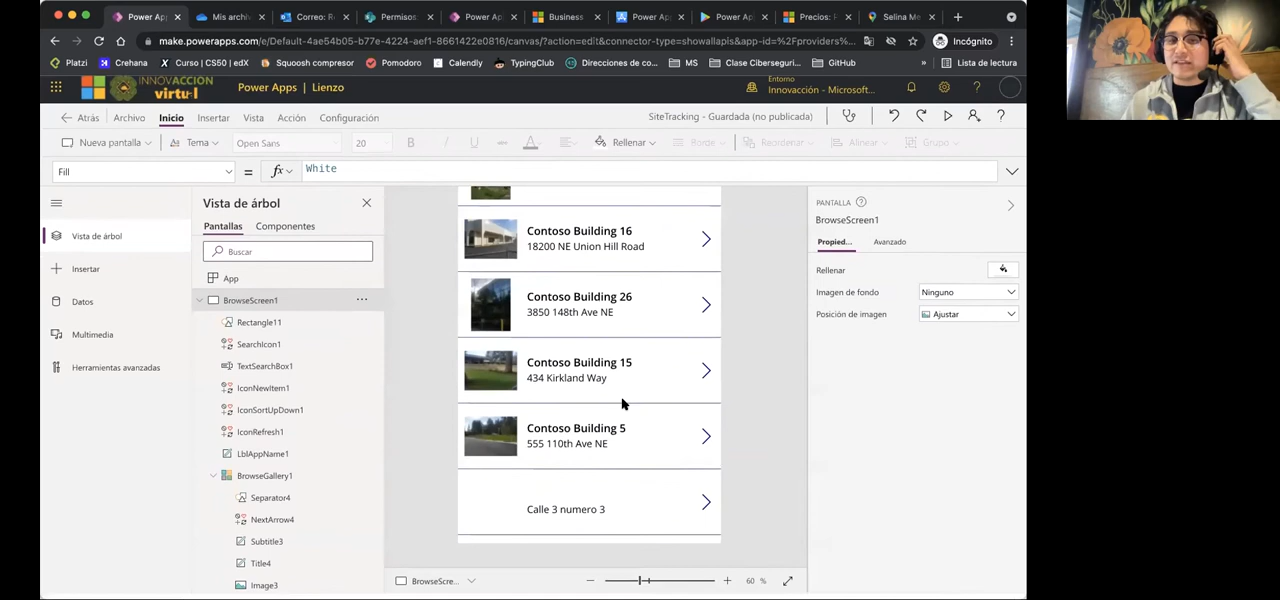 Power Apps
Mis archiv
Correo: R
Permisos
Power Ap
Business
Power Ap
Power Ap
Precios: P
Selina Me
make.powerapps.com/e/Default-4ae54b05-b77e-4224-aef1-8661422e0816/canvas/?action=edit&connector-type=showallapis&app-id=%2Fproviders%...
Incógnito
Platzi
Crehana
Curso | CS50 | edX
Squoosh compresor
Pomodoro
Calendly
TypingClub
Direcciones de co...
MS
Clase Ciberseguri...
GitHub
»
Lista de lectura
INNOVACCIÓN
virtual
Power Apps | Lienzo
Entorno
Innovacción - Microsoft...
Atrás Archivo Inicio Insertar Vista Acción Configuración
SiteTracking - Guardada (no publicada)
Nueva pantalla Tema Open Sans 20 B I U abc A Rellenar Borde Reordenar Alinear Grupo
Fill = fx White
Vista de árbol
Insertar
Datos
Multimedia
Herramientas avanzadas
Vista de árbol
Pantallas Componentes
Buscar
App
BrowseScreen1 ...
Rectangle11
SearchIcon1
TextSearchBox1
IconNewItem1
IconSortUpDown1
IconRefresh1
LblAppName1
BrowseGallery1
Separator4
NextArrow4
Subtitle3
Title4
Image3
Contoso Building 16
18200 NE Union Hill Road
Contoso Building 26
3850 148th Ave NE
Contoso Building 15
434 Kirkland Way
Contoso Building 5
555 110th Ave NE
Calle 3 numero 3
BrowseScre...
60 %
PANTALLA
BrowseScreen1
Propied... Avanzado
Rellenar
Imagen de fondo Ninguno
Posición de imagen Ajustar